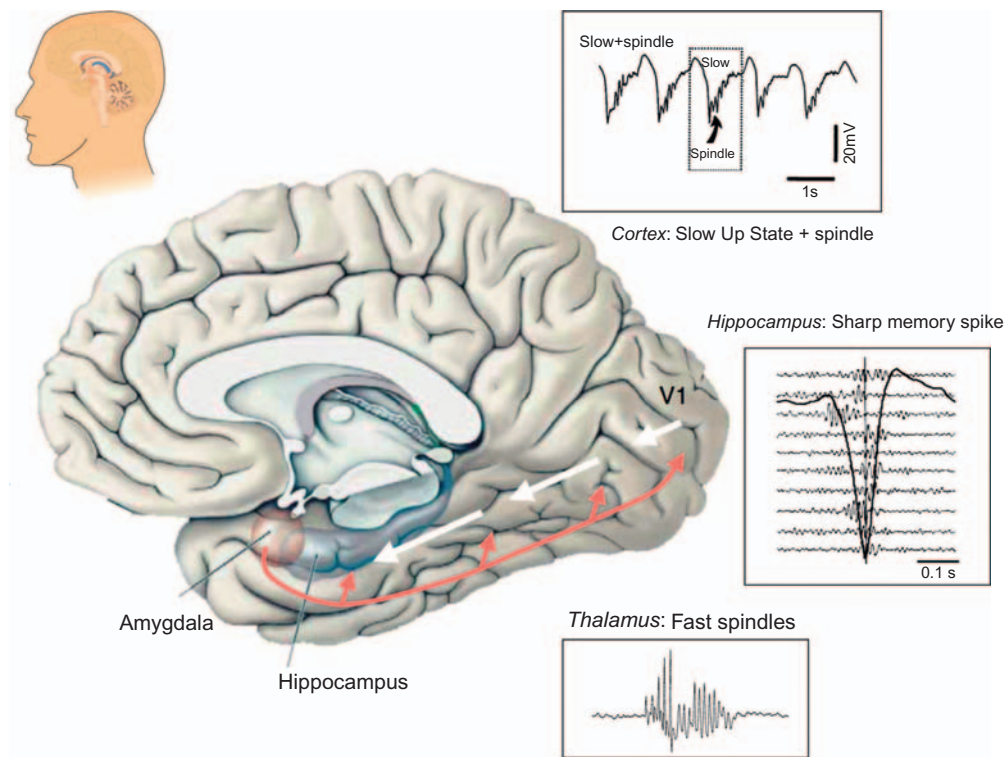 Slow+spindle
Slow
Spindle
20mV
1s
Cortex: Slow Up State + spindle
Hippocampus: Sharp memory spike
V1
0.1 s
Amygdala
Hippocampus
Thalamus: Fast spindles